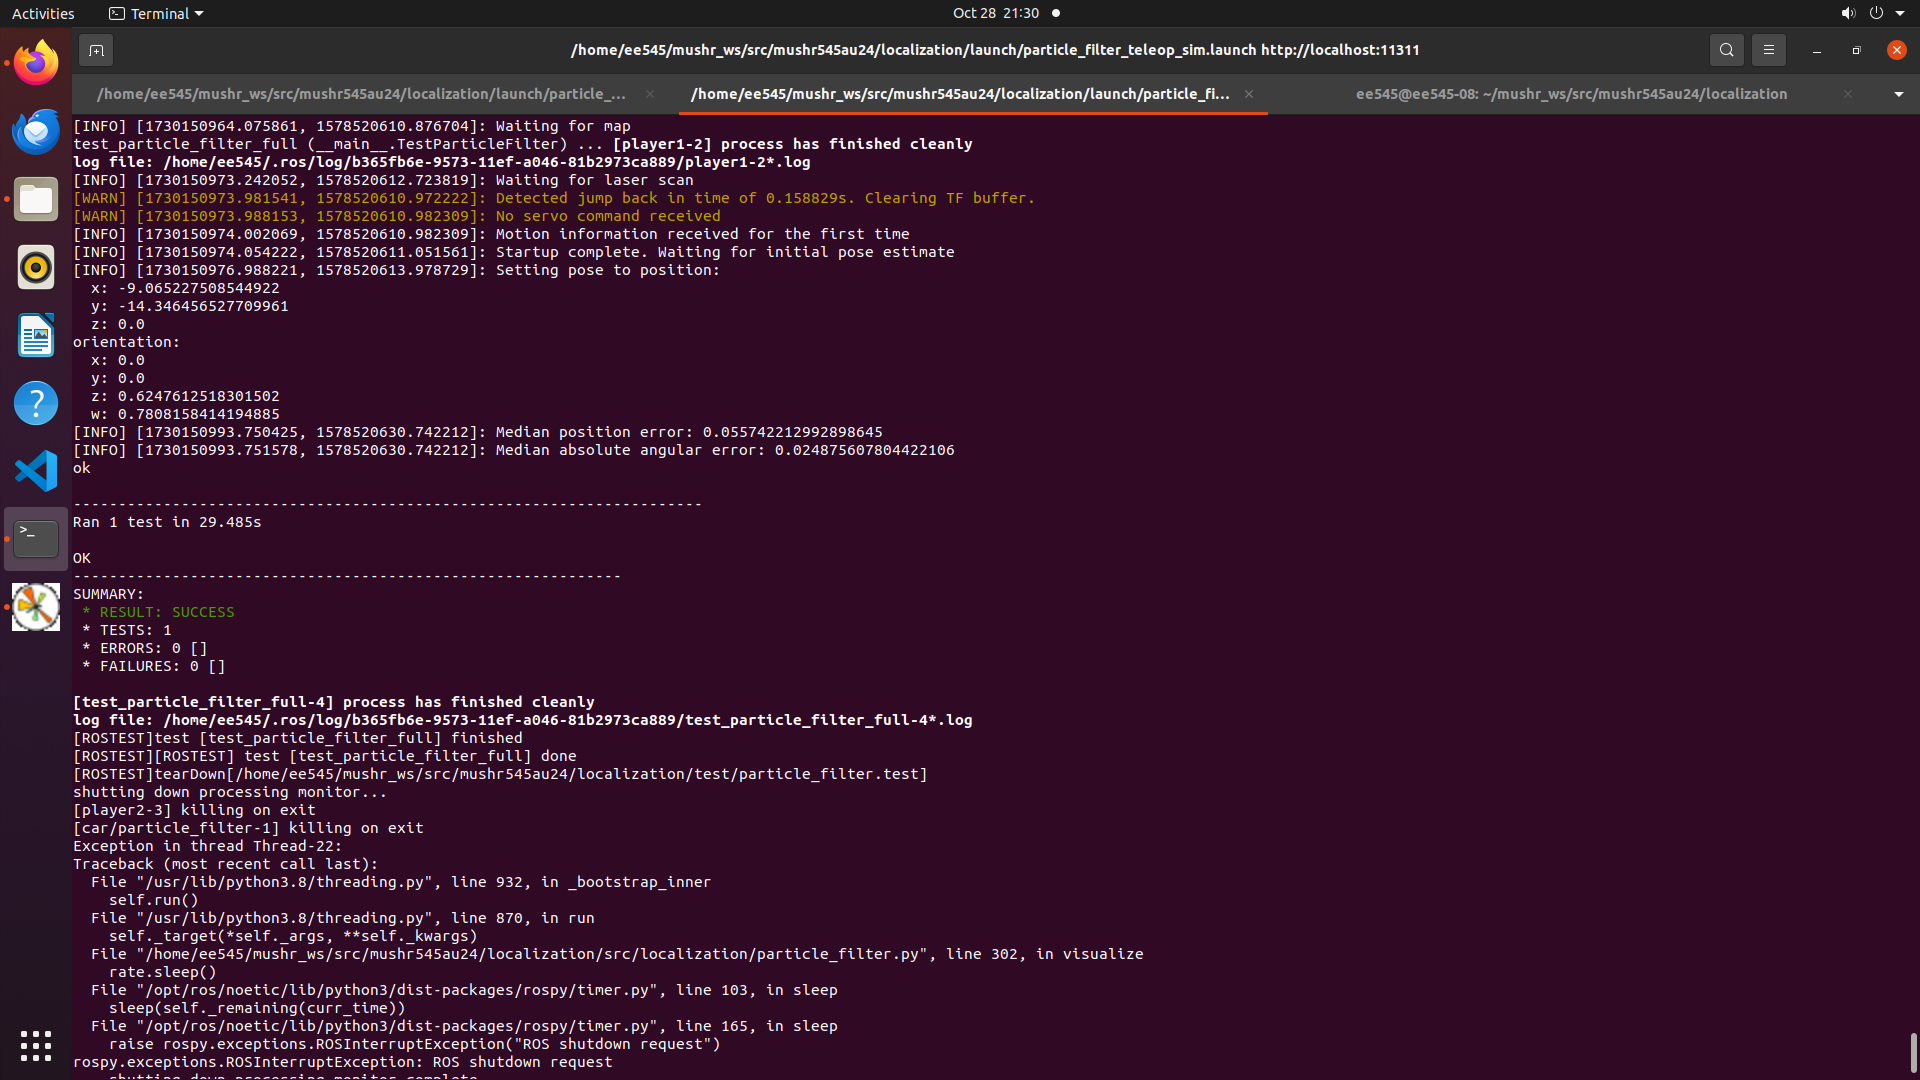 Activities
Terminal
Oct 28 21:30
/home/ee545/mushr_ws/src/mushr545au24/localization/launch/particle_filter_teleop_sim.launch http://localhost:11311
/home/ee545/mushr_ws/src/mushr545au24/localization/launch/particle_...
/home/ee545/mushr_ws/src/mushr545au24/localization/launch/particle_fi...
ee545@ee545-08: ~/mushr_ws/src/mushr545au24/localization
[INFO] [1730150964.075861, 1578520610.876704]: Waiting for map
test_particle_filter_full (__main__.TestParticleFilter) ... [player1-2] process has finished cleanly
log file: /home/ee545/.ros/log/b365fb6e-9573-11ef-a046-81b2973ca889/player1-2*.log
[INFO] [1730150973.242052, 1578520612.723819]: Waiting for laser scan
[WARN] [1730150973.981541, 1578520610.972222]: Detected jump back in time of 0.158829s. Clearing TF buffer.
[WARN] [1730150973.988153, 1578520610.982309]: No servo command received
[INFO] [1730150974.002069, 1578520610.982309]: Motion information received for the first time
[INFO] [1730150974.054222, 1578520611.051561]: Startup complete. Waiting for initial pose estimate
[INFO] [1730150976.988221, 1578520613.978729]: Setting pose to position:
  x: -9.065227508544922
  y: -14.346456527709961
  z: 0.0
orientation:
  x: 0.0
  y: 0.0
  z: 0.6247612518301502
  w: 0.7808158414194885
[INFO] [1730150993.750425, 1578520630.742212]: Median position error: 0.055742212992898645
[INFO] [1730150993.751578, 1578520630.742212]: Median absolute angular error: 0.024875607804422106
ok
----------------------------------------------------------------------
Ran 1 test in 29.485s
OK
-------------------------------------------------------------
SUMMARY:
 * RESULT: SUCCESS
 * TESTS: 1
 * ERRORS: 0 []
 * FAILURES: 0 []
[test_particle_filter_full-4] process has finished cleanly
log file: /home/ee545/.ros/log/b365fb6e-9573-11ef-a046-81b2973ca889/test_particle_filter_full-4*.log
[ROSTEST]test [test_particle_filter_full] finished
[ROSTEST][ROSTEST] test [test_particle_filter_full] done
[ROSTEST]tearDown[/home/ee545/mushr_ws/src/mushr545au24/localization/test/particle_filter.test]
shutting down processing monitor...
[player2-3] killing on exit
[car/particle_filter-1] killing on exit
Exception in thread Thread-22:
Traceback (most recent call last):
  File "/usr/lib/python3.8/threading.py", line 932, in _bootstrap_inner
    self.run()
  File "/usr/lib/python3.8/threading.py", line 870, in run
    self._target(*self._args, **self._kwargs)
  File "/home/ee545/mushr_ws/src/mushr545au24/localization/src/localization/particle_filter.py", line 302, in visualize
    rate.sleep()
  File "/opt/ros/noetic/lib/python3/dist-packages/rospy/timer.py", line 103, in sleep
    sleep(self._remaining(curr_time))
  File "/opt/ros/noetic/lib/python3/dist-packages/rospy/timer.py", line 165, in sleep
    raise rospy.exceptions.ROSInterruptException("ROS shutdown request")
rospy.exceptions.ROSInterruptException: ROS shutdown request
... shutting down processing monitor complete